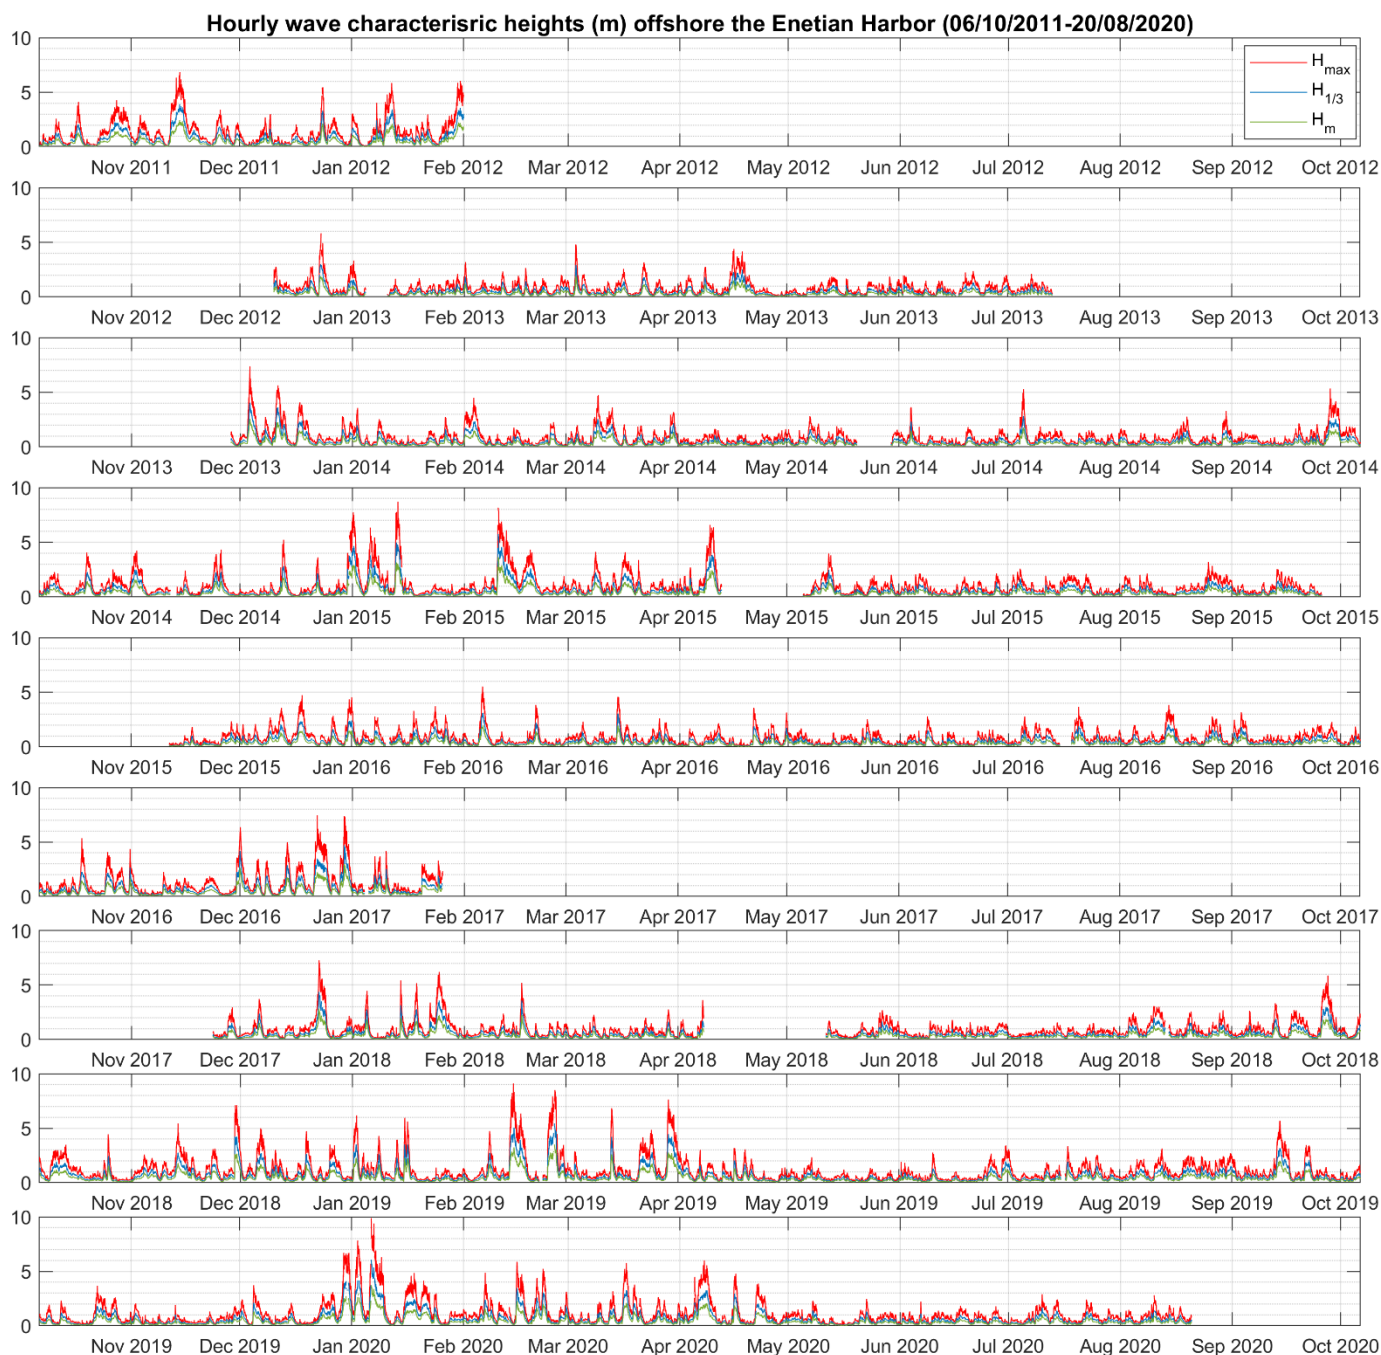 Hourly wave characterisric heights (m) offshore the Enetian Harbor (06/10/2011-20/08/2020)
10
5
0
H_max
H_1/3
H_m
Nov 2011 Dec 2011 Jan 2012 Feb 2012 Mar 2012 Apr 2012 May 2012 Jun 2012 Jul 2012 Aug 2012 Sep 2012 Oct 2012
10
5
0
Nov 2012 Dec 2012 Jan 2013 Feb 2013 Mar 2013 Apr 2013 May 2013 Jun 2013 Jul 2013 Aug 2013 Sep 2013 Oct 2013
10
5
0
Nov 2013 Dec 2013 Jan 2014 Feb 2014 Mar 2014 Apr 2014 May 2014 Jun 2014 Jul 2014 Aug 2014 Sep 2014 Oct 2014
10
5
0
Nov 2014 Dec 2014 Jan 2015 Feb 2015 Mar 2015 Apr 2015 May 2015 Jun 2015 Jul 2015 Aug 2015 Sep 2015 Oct 2015
10
5
0
Nov 2015 Dec 2015 Jan 2016 Feb 2016 Mar 2016 Apr 2016 May 2016 Jun 2016 Jul 2016 Aug 2016 Sep 2016 Oct 2016
10
5
0
Nov 2016 Dec 2016 Jan 2017 Feb 2017 Mar 2017 Apr 2017 May 2017 Jun 2017 Jul 2017 Aug 2017 Sep 2017 Oct 2017
10
5
0
Nov 2017 Dec 2017 Jan 2018 Feb 2018 Mar 2018 Apr 2018 May 2018 Jun 2018 Jul 2018 Aug 2018 Sep 2018 Oct 2018
10
5
0
Nov 2018 Dec 2018 Jan 2019 Feb 2019 Mar 2019 Apr 2019 May 2019 Jun 2019 Jul 2019 Aug 2019 Sep 2019 Oct 2019
10
5
0
Nov 2019 Dec 2019 Jan 2020 Feb 2020 Mar 2020 Apr 2020 May 2020 Jun 2020 Jul 2020 Aug 2020 Sep 2020 Oct 2020